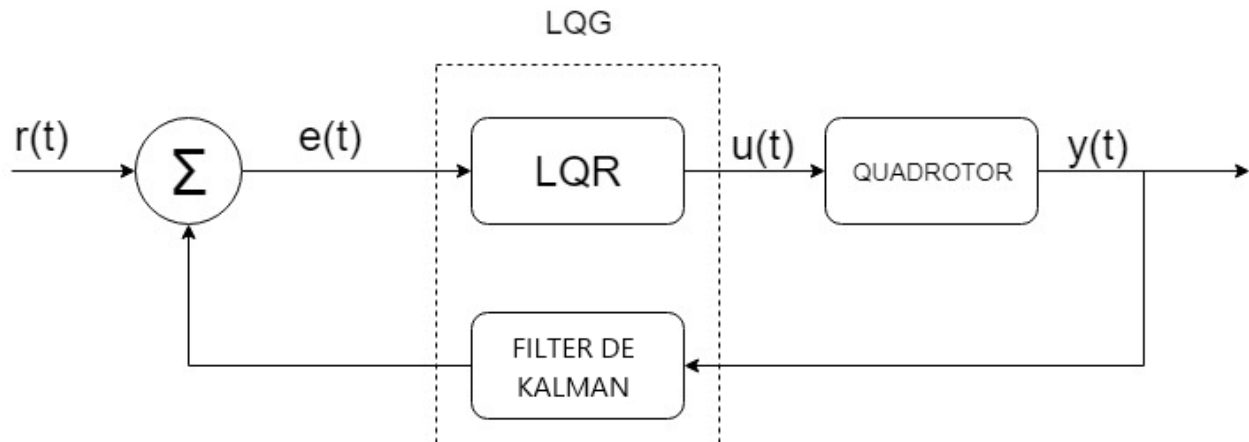 LQG
r(t)
Σ
e(t)
LQR
u(t)
QUADROTOR
y(t)
FILTER DE
KALMAN